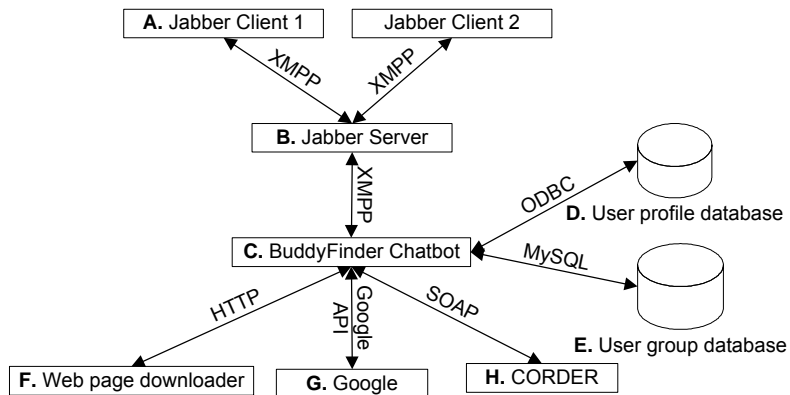 A. Jabber Client 1
Jabber Client 2
XMPP
XMPP
B. Jabber Server
XMPP
ODBC
D. User profile database
C. BuddyFinder Chatbot
MySQL
HTTP
Google
API
SOAP
E. User group database
F. Web page downloader
G. Google
H. CORDER